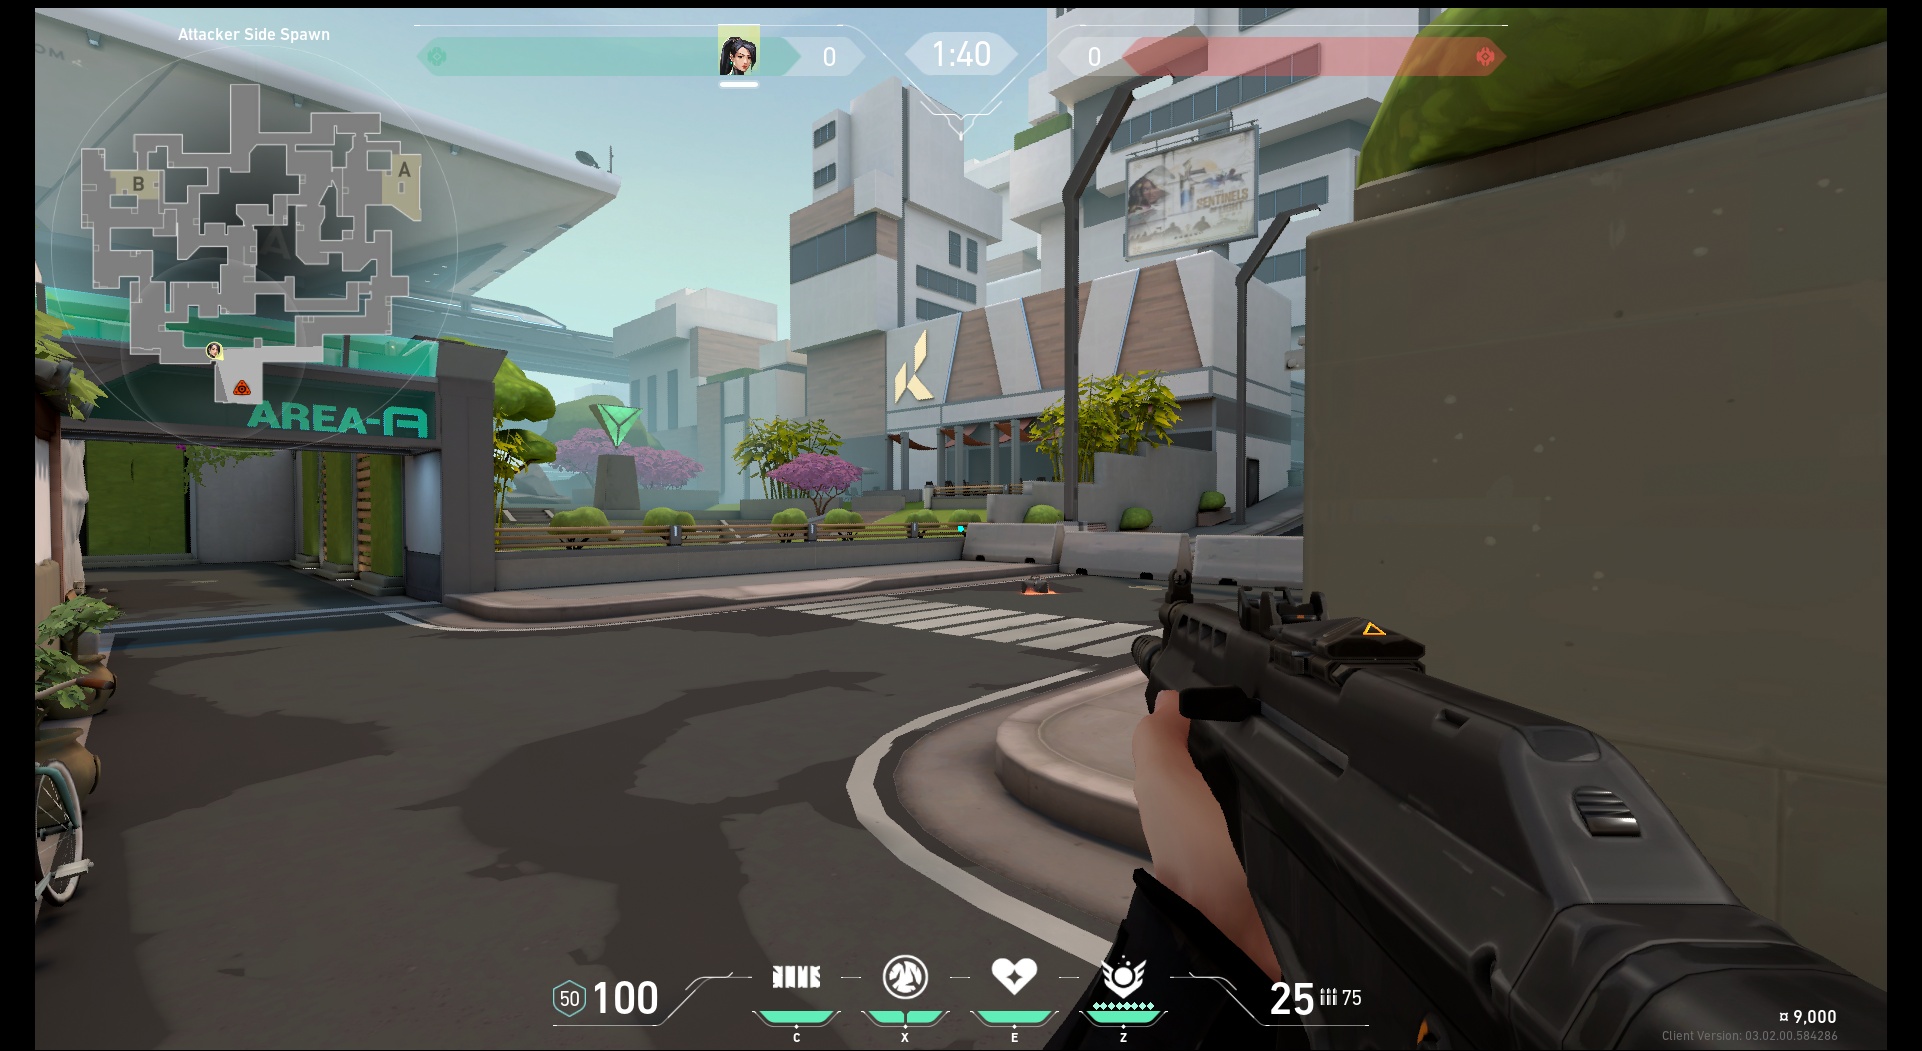 Attacker Side Spawn
0
1:40
0
B
A
SENTINELS
AREA-A
50
100
25
75
C
X
E
Z
¤ 9,000
Client Version: 03.02.00.584286